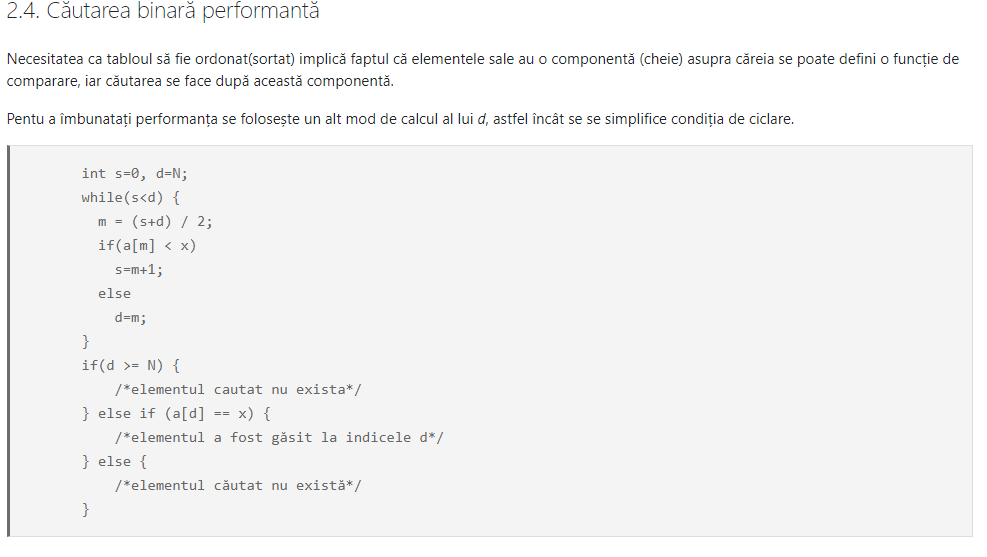 2.4. Căutarea binară performantă
Necesitatea ca tabloul să fie ordonat(sortat) implică faptul că elementele sale au o componentă (cheie) asupra căreia se poate defini o funcție de
comparare, iar căutarea se face după această componentă.
Pentu a îmbunatați performanța se folosește un alt mod de calcul al lui d, astfel încât se se simplifice condiția de ciclare.
int s=0, d=N;
while(s<d) {
m = (s+d) / 2;
if(a[m] < x)
s=m+1;
else
d=m;
}
if(d >= N) {
/*elementul cautat nu exista*/
} else if (a[d] == x) {
/*elementul a fost găsit la indicele d*/
} else {
/*elementul căutat nu există*/
}